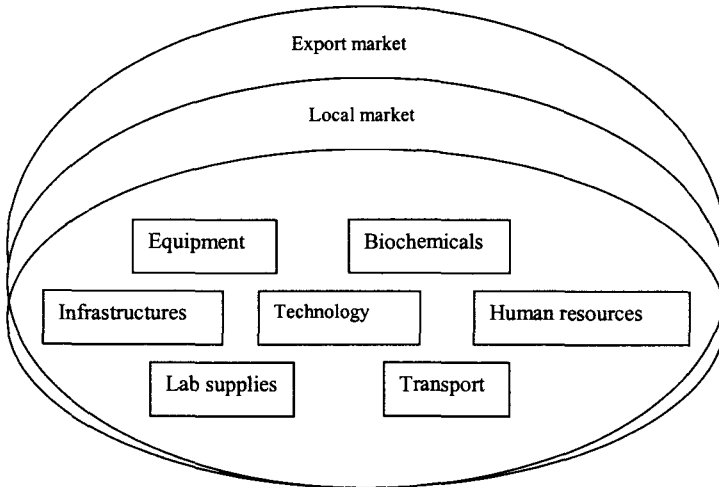 Export market
Local market
Equipment
Biochemicals
Infrastructures
Technology
Human resources
Lab supplies
Transport